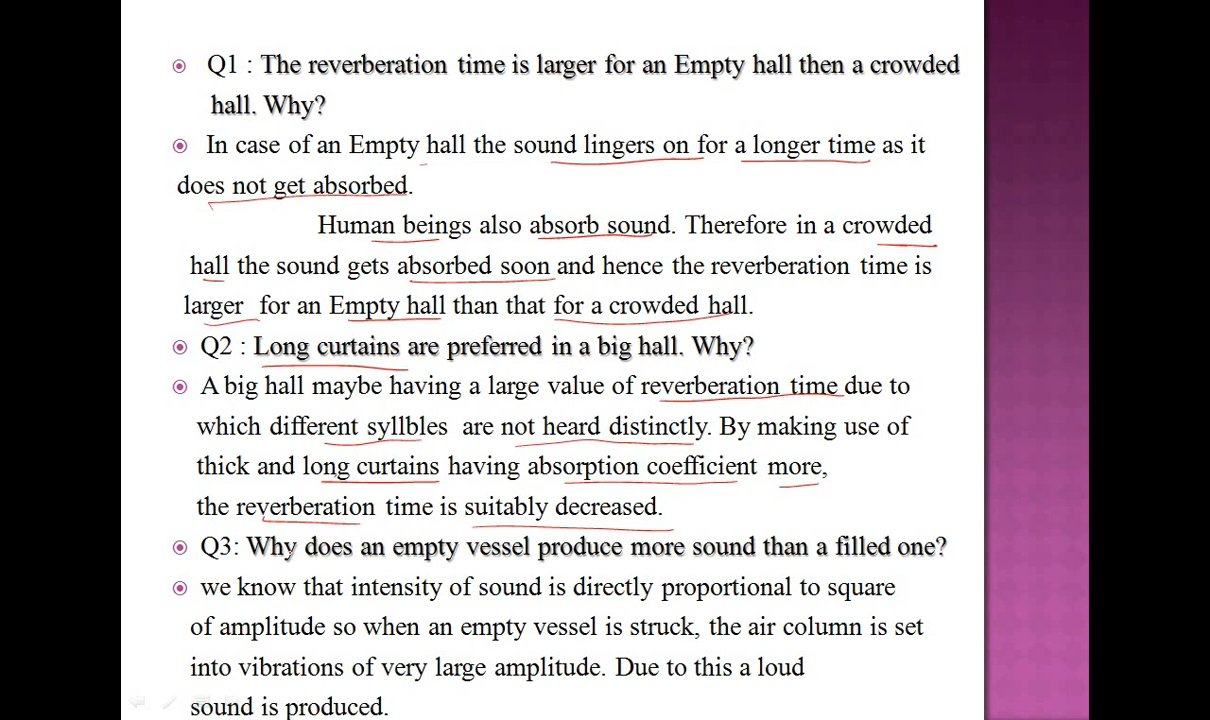 Q1 : The reverberation time is larger for an Empty hall then a crowded
hall. Why?
In case of an Empty hall the sound lingers on for a longer time as it
does not get absorbed.
Human beings also absorb sound. Therefore in a crowded
hall the sound gets absorbed soon and hence the reverberation time is
larger for an Empty hall than that for a crowded hall.
Q2 : Long curtains are preferred in a big hall. Why?
A big hall maybe having a large value of reverberation time due to
which different syllbles are not heard distinctly. By making use of
thick and long curtains having absorption coefficient more,
the reverberation time is suitably decreased.
Q3: Why does an empty vessel produce more sound than a filled one?
we know that intensity of sound is directly proportional to square
of amplitude so when an empty vessel is struck, the air column is set
into vibrations of very large amplitude. Due to this a loud
sound is produced.